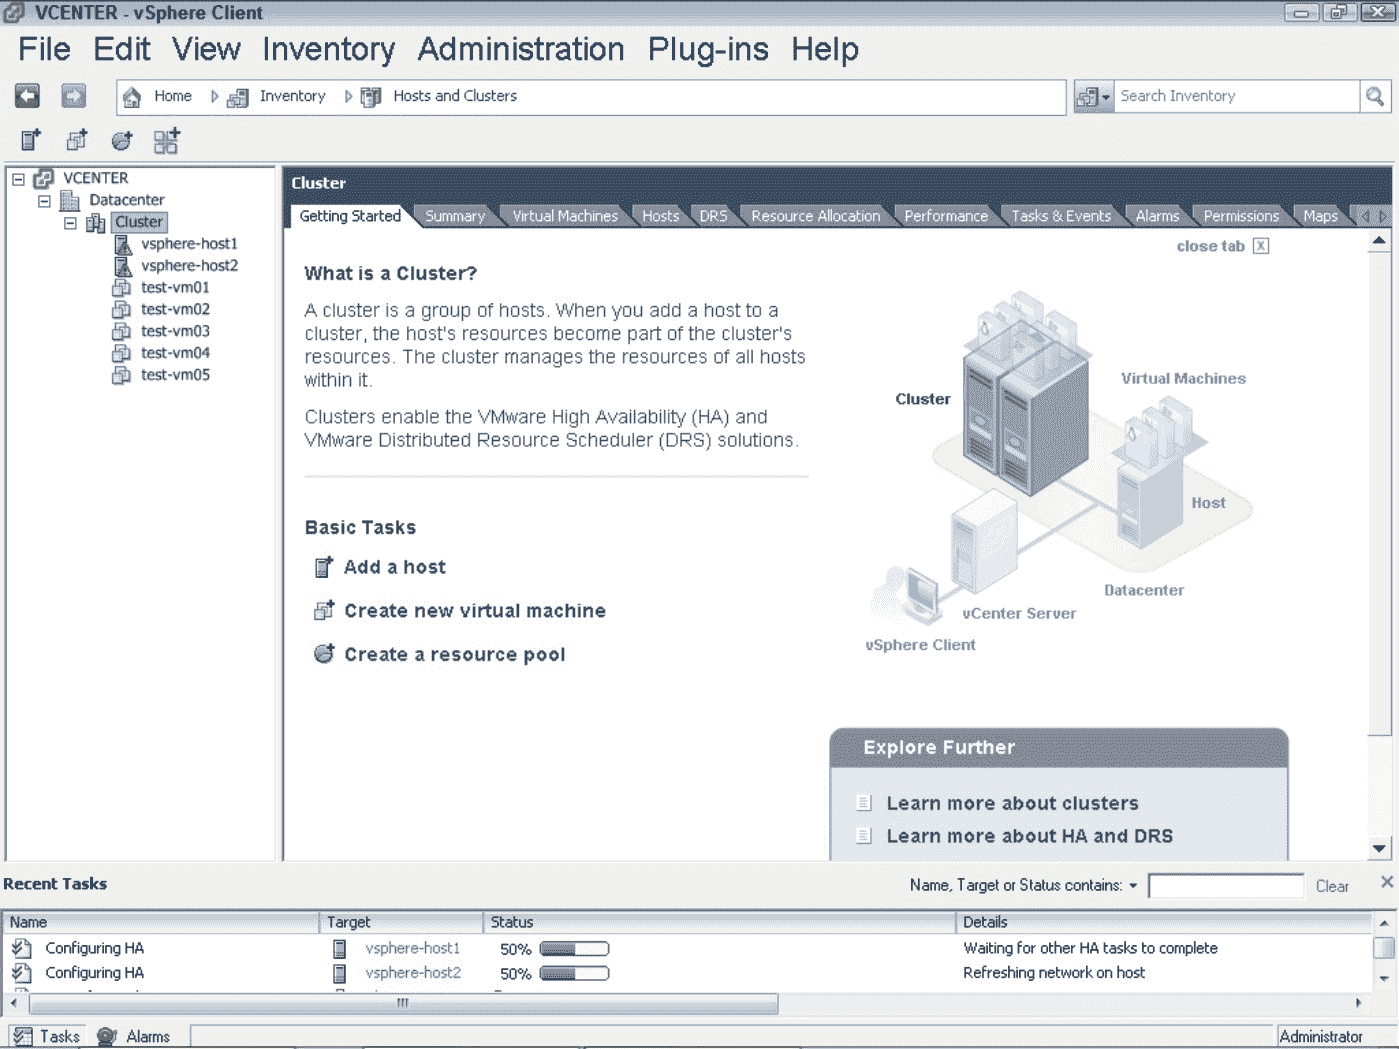 VCENTER - vSphere Client
File Edit View Inventory Administration Plug-ins Help
Home Inventory Hosts and Clusters
Search Inventory
VCENTER
Datacenter
Cluster
vsphere-host1
vsphere-host2
test-vm01
test-vm02
test-vm03
test-vm04
test-vm05
Cluster
Getting Started Summary Virtual Machines Hosts DRS Resource Allocation Performance Tasks & Events Alarms Permissions Maps
close tab
What is a Cluster?
A cluster is a group of hosts. When you add a host to a
cluster, the host's resources become part of the cluster's
resources. The cluster manages the resources of all hosts
within it.
Clusters enable the VMware High Availability (HA) and
VMware Distributed Resource Scheduler (DRS) solutions.
Basic Tasks
Add a host
Create new virtual machine
Create a resource pool
Virtual Machines
Cluster
Host
Datacenter
vCenter Server
vSphere Client
Explore Further
Learn more about clusters
Learn more about HA and DRS
Recent Tasks
Name, Target or Status contains:
Clear
Name Target Status Details
Configuring HA vsphere-host1 50% Waiting for other HA tasks to complete
Configuring HA vsphere-host2 50% Refreshing network on host
Tasks Alarms
Administrator